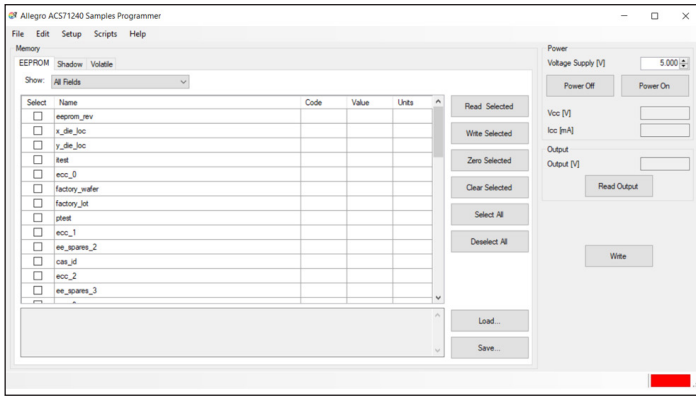 Allegro ACS71240 Samples Programmer
File Edit Setup Scripts Help
Memory
EEPROM Shadow Volatile
Show: All Fields
Select Name Code Value Units
eeprom_rev
x_die_loc
y_die_loc
itest
ecc_0
factory_wafer
factory_lot
ptest
ecc_1
ee_spares_2
cas_id
ecc_2
ee_spares_3
Read Selected
Write Selected
Zero Selected
Clear Selected
Select All
Deselect All
Load...
Save...
Power
Voltage Supply [V] 5.000
Power Off Power On
Vcc [V]
Icc [mA]
Output
Output [V]
Read Output
Write